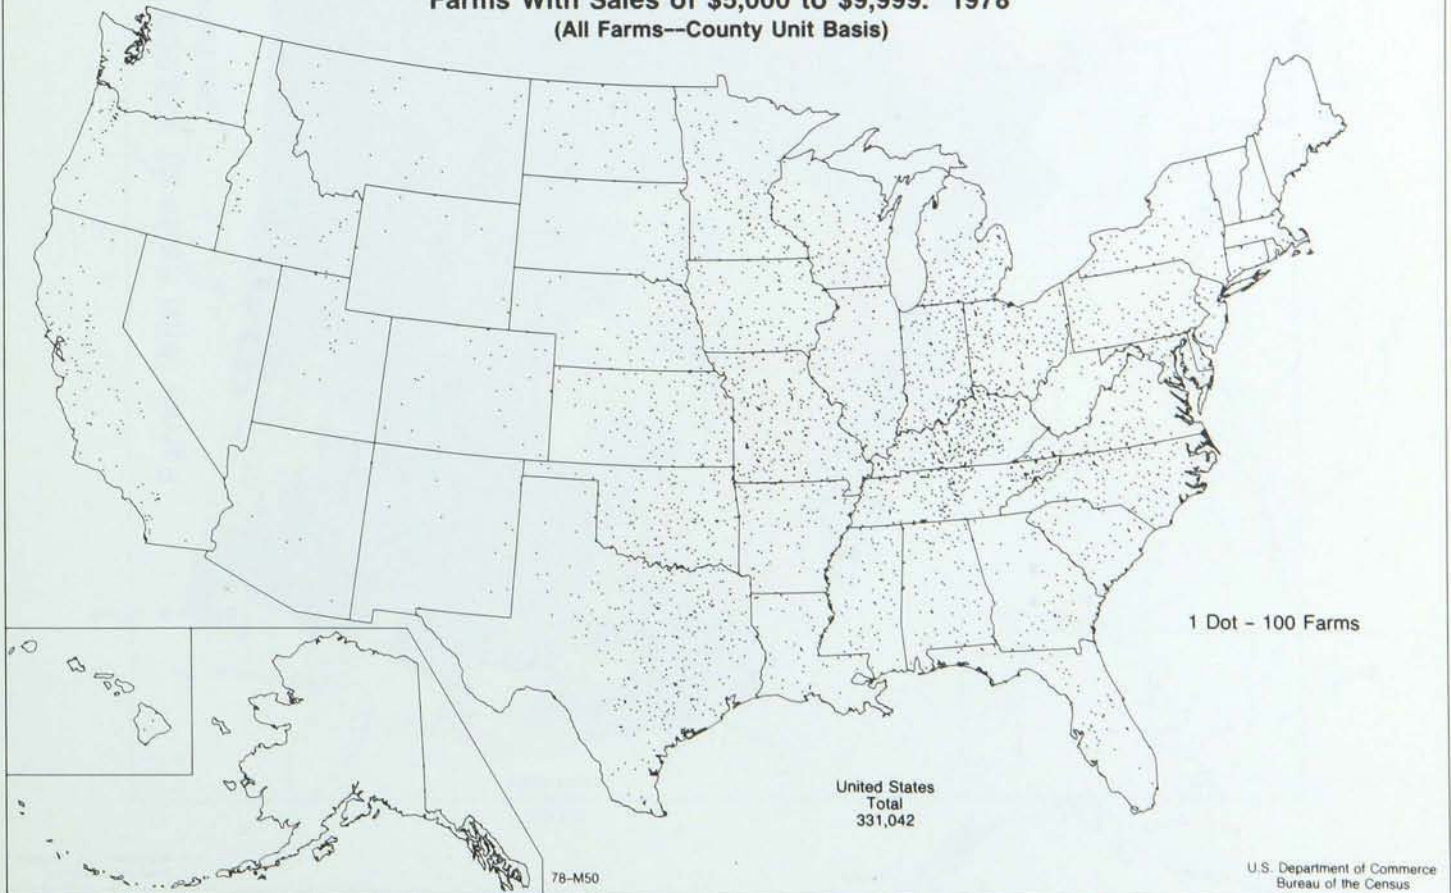 Farms With Sales of $5,000 to $9,999: 1978
(All Farms--County Unit Basis)
1 Dot - 100 Farms
United States
Total
331,042
78-M50
U.S. Department of Commerce
Bureau of the Census